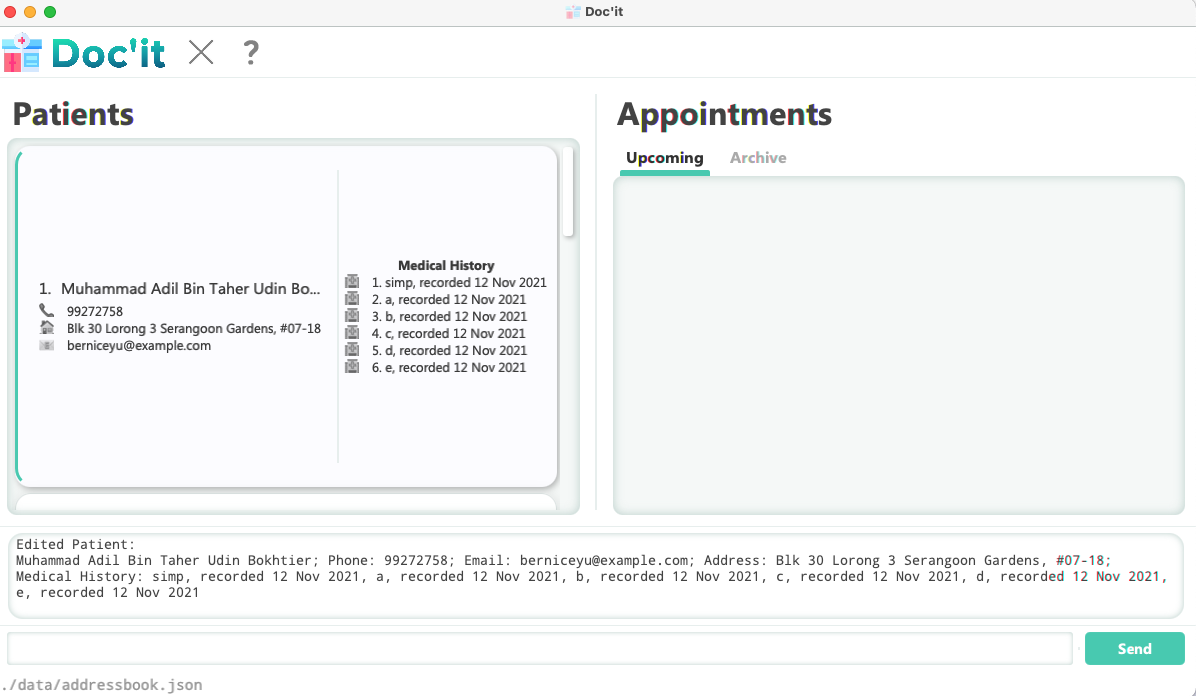 Doc'it
Doc'it
?
Patients
1. Muhammad Adil Bin Taher Udin Bo...
99272758
Blk 30 Lorong 3 Serangoon Gardens, #07-18
berniceyu@example.com
Medical History
1. simp, recorded 12 Nov 2021
2. a, recorded 12 Nov 2021
3. b, recorded 12 Nov 2021
4. c, recorded 12 Nov 2021
5. d, recorded 12 Nov 2021
6. e, recorded 12 Nov 2021
Appointments
Upcoming Archive
Edited Patient:
Muhammad Adil Bin Taher Udin Bokhtier; Phone: 99272758; Email: berniceyu@example.com; Address: Blk 30 Lorong 3 Serangoon Gardens, #07-18;
Medical History: simp, recorded 12 Nov 2021, a, recorded 12 Nov 2021, b, recorded 12 Nov 2021, c, recorded 12 Nov 2021, d, recorded 12 Nov 2021,
e, recorded 12 Nov 2021
Send
./data/addressbook.json